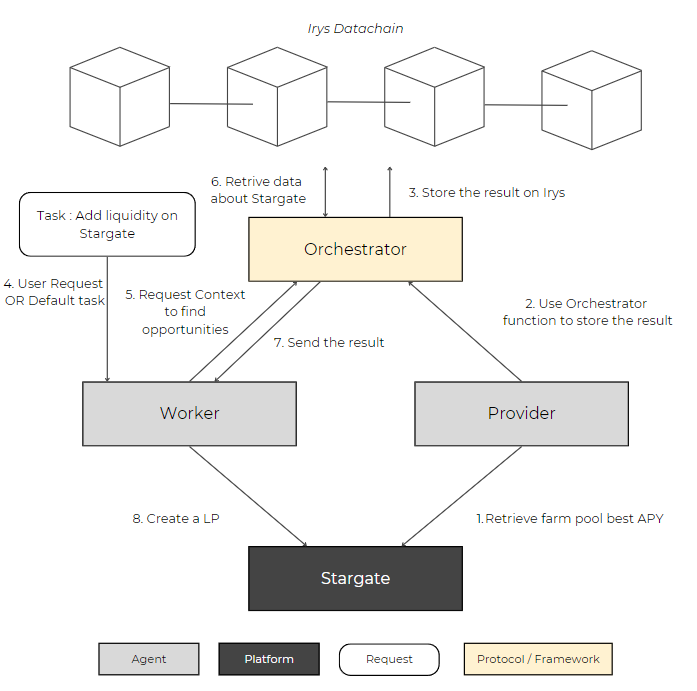 Irys Datachain
6. Retrive data
about Stargate
3. Store the result on Irys
Task : Add liquidity on
Stargate
Orchestrator
4. User Request
OR Default task
5. Request Context
to find
opportunities
2. Use Orchestrator
function to store the result
7. Send the result
Worker
Provider
8. Create a LP
1.Retrieve farm pool best APY
Stargate
Agent
Platform
Request
Protocol / Framework